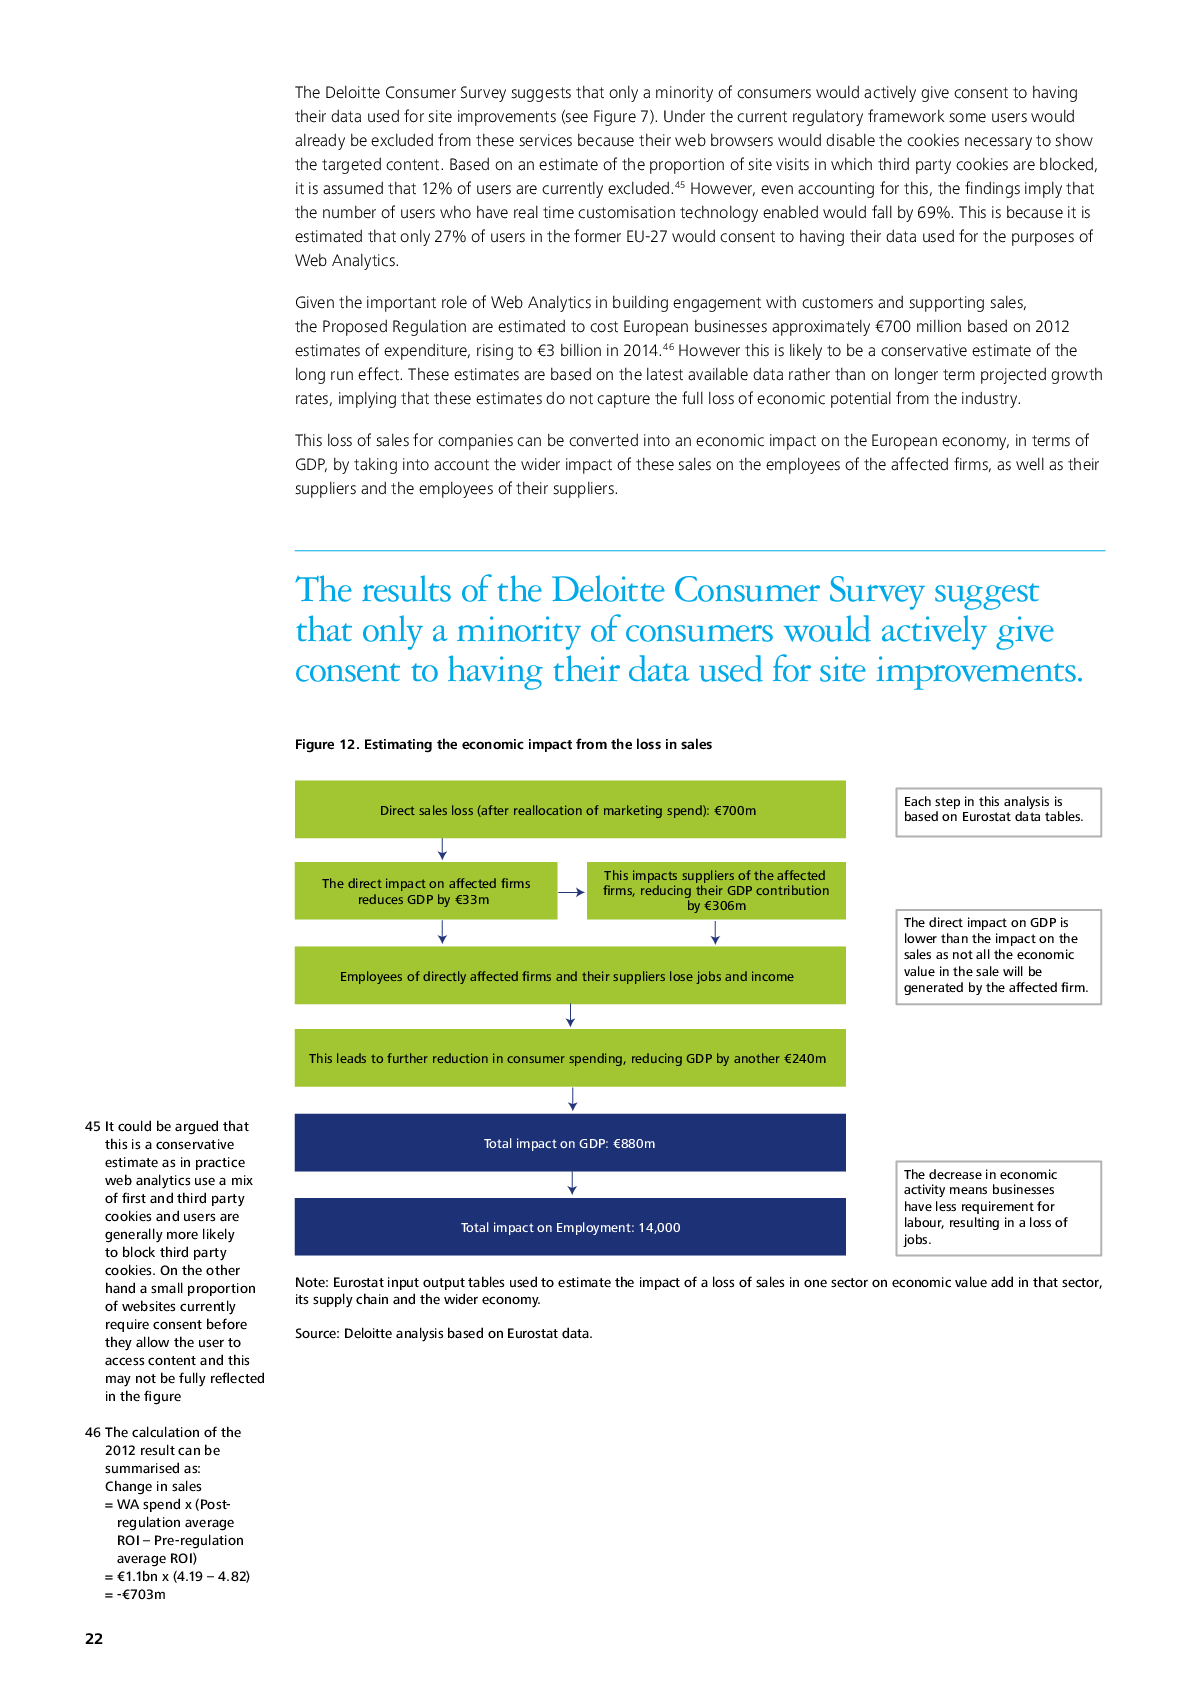 The Deloitte Consumer Survey suggests that only a minority of consumers would actively give consent to having
their data used for site improvements (see Figure 7). Under the current regulatory framework some users would
already be excluded from these services because their web browsers would disable the cookies necessary to show
the targeted content. Based on an estimate of the proportion of site visits in which third party cookies are blocked,
it is assumed that 12% of users are currently excluded.45 However, even accounting for this, the findings imply that
the number of users who have real time customisation technology enabled would fall by 69%. This is because it is
estimated that only 27% of users in the former EU-27 would consent to having their data used for the purposes of
Web Analytics.
Given the important role of Web Analytics in building engagement with customers and supporting sales,
the Proposed Regulation are estimated to cost European businesses approximately €700 million based on 2012
estimates of expenditure, rising to €3 billion in 2014.46 However this is likely to be a conservative estimate of the
long run effect. These estimates are based on the latest available data rather than on longer term projected growth
rates, implying that these estimates do not capture the full loss of economic potential from the industry.
This loss of sales for companies can be converted into an economic impact on the European economy, in terms of
GDP, by taking into account the wider impact of these sales on the employees of the affected firms, as well as their
suppliers and the employees of their suppliers.
The results of the Deloitte Consumer Survey suggest
that only a minority of consumers would actively give
consent to having their data used for site improvements.
Figure 12. Estimating the economic impact from the loss in sales
Direct sales loss (after reallocation of marketing spend): €700m
Each step in this analysis is
based on Eurostat data tables.
The direct impact on affected firms
reduces GDP by €33m
This impacts suppliers of the affected
firms, reducing their GDP contribution
by €306m
The direct impact on GDP is
lower than the impact on the
sales as not all the economic
value in the sale will be
generated by the affected firm.
Employees of directly affected firms and their suppliers lose jobs and income
This leads to further reduction in consumer spending, reducing GDP by another €240m
Total impact on GDP: €880m
Total impact on Employment: 14,000
The decrease in economic
activity means businesses
have less requirement for
labour, resulting in a loss of
jobs.
Note: Eurostat input output tables used to estimate the impact of a loss of sales in one sector on economic value add in that sector,
its supply chain and the wider economy.
Source: Deloitte analysis based on Eurostat data.
45 It could be argued that
this is a conservative
estimate as in practice
web analytics use a mix
of first and third party
cookies and users are
generally more likely
to block third party
cookies. On the other
hand a small proportion
of websites currently
require consent before
they allow the user to
access content and this
may not be fully reflected
in the figure
46 The calculation of the
2012 result can be
summarised as:
Change in sales
= WA spend x (Post-
regulation average
ROI – Pre-regulation
average ROI)
= €1.1bn x (4.19 – 4.82)
= -€703m
22